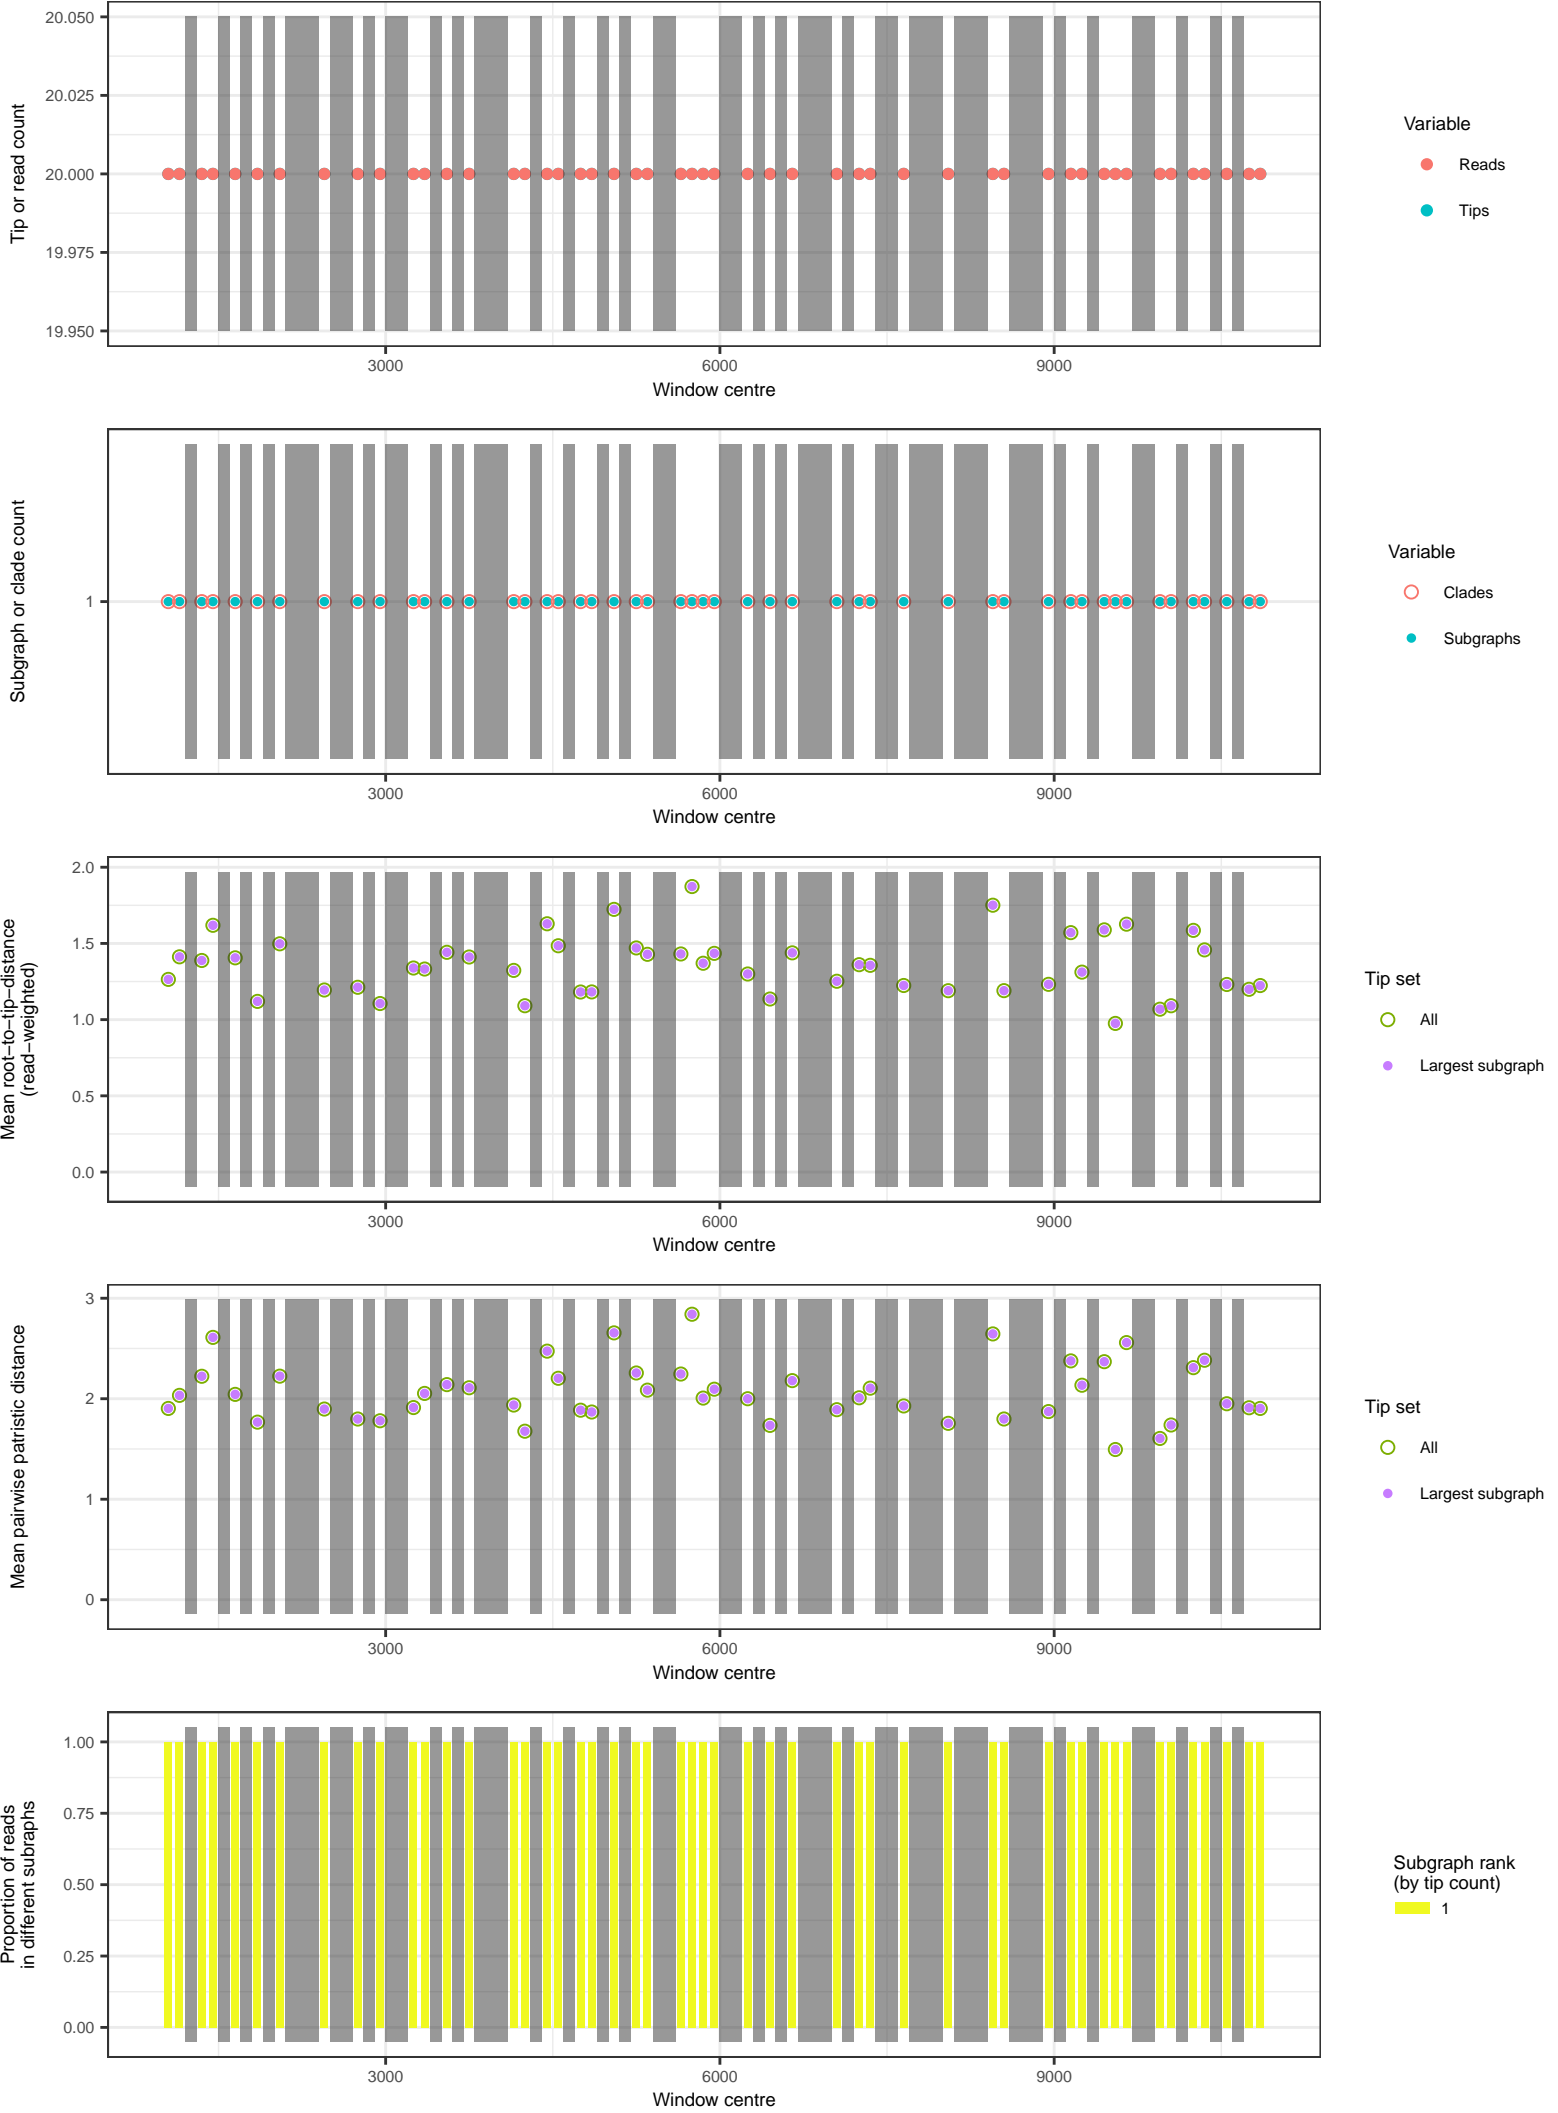 20.050
20.025
20.000
19.975
19.950
Tip or read count
3000
6000
9000
Window centre
Variable
Reads
Tips
1
Subgraph or clade count
3000
6000
9000
Window centre
Variable
Clades
Subgraphs
2.0
1.5
1.0
0.5
0.0
Mean root−to−tip−distance
(read−weighted)
3000
6000
9000
Window centre
Tip set
All
Largest subgraph
3
2
1
0
Mean pairwise patristic distance
3000
6000
9000
Window centre
Tip set
All
Largest subgraph
1.00
0.75
0.50
0.25
0.00
Proportion of reads
in different subraphs
3000
6000
9000
Window centre
Subgraph rank
(by tip count)
1